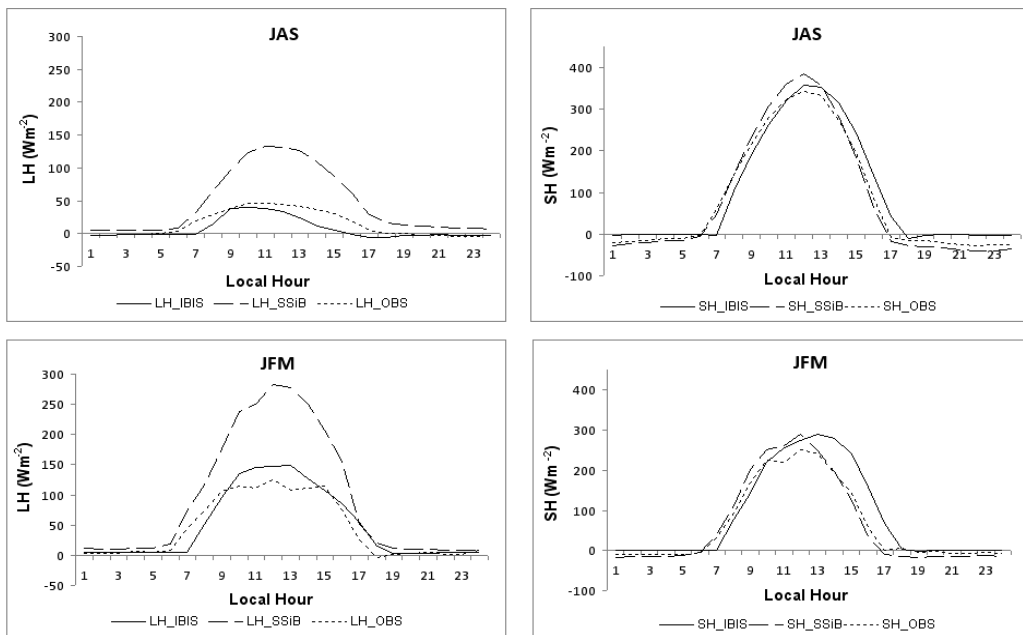 JAS
300
250
200
150
100
50
0
-50
LH (Wm-2)
1 3 5 7 9 11 13 15 17 19 21 23
Local Hour
LH_IBIS LH_SSiB LH_OBS
JAS
400
300
200
100
0
-100
SH (Wm-2)
1 3 5 7 9 11 13 15 17 19 21 23
Local Hour
SH_IBIS SH_SSiB SH_OBS
JFM
300
250
200
150
100
50
0
-50
LH (Wm-2)
1 3 5 7 9 11 13 15 17 19 21 23
Local Hour
LH_IBIS LH_SSiB LH_OBS
JFM
400
300
200
100
0
-100
SH (Wm-2)
1 3 5 7 9 11 13 15 17 19 21 23
Local Hour
SH_IBIS SH_SSiB SH_OBS